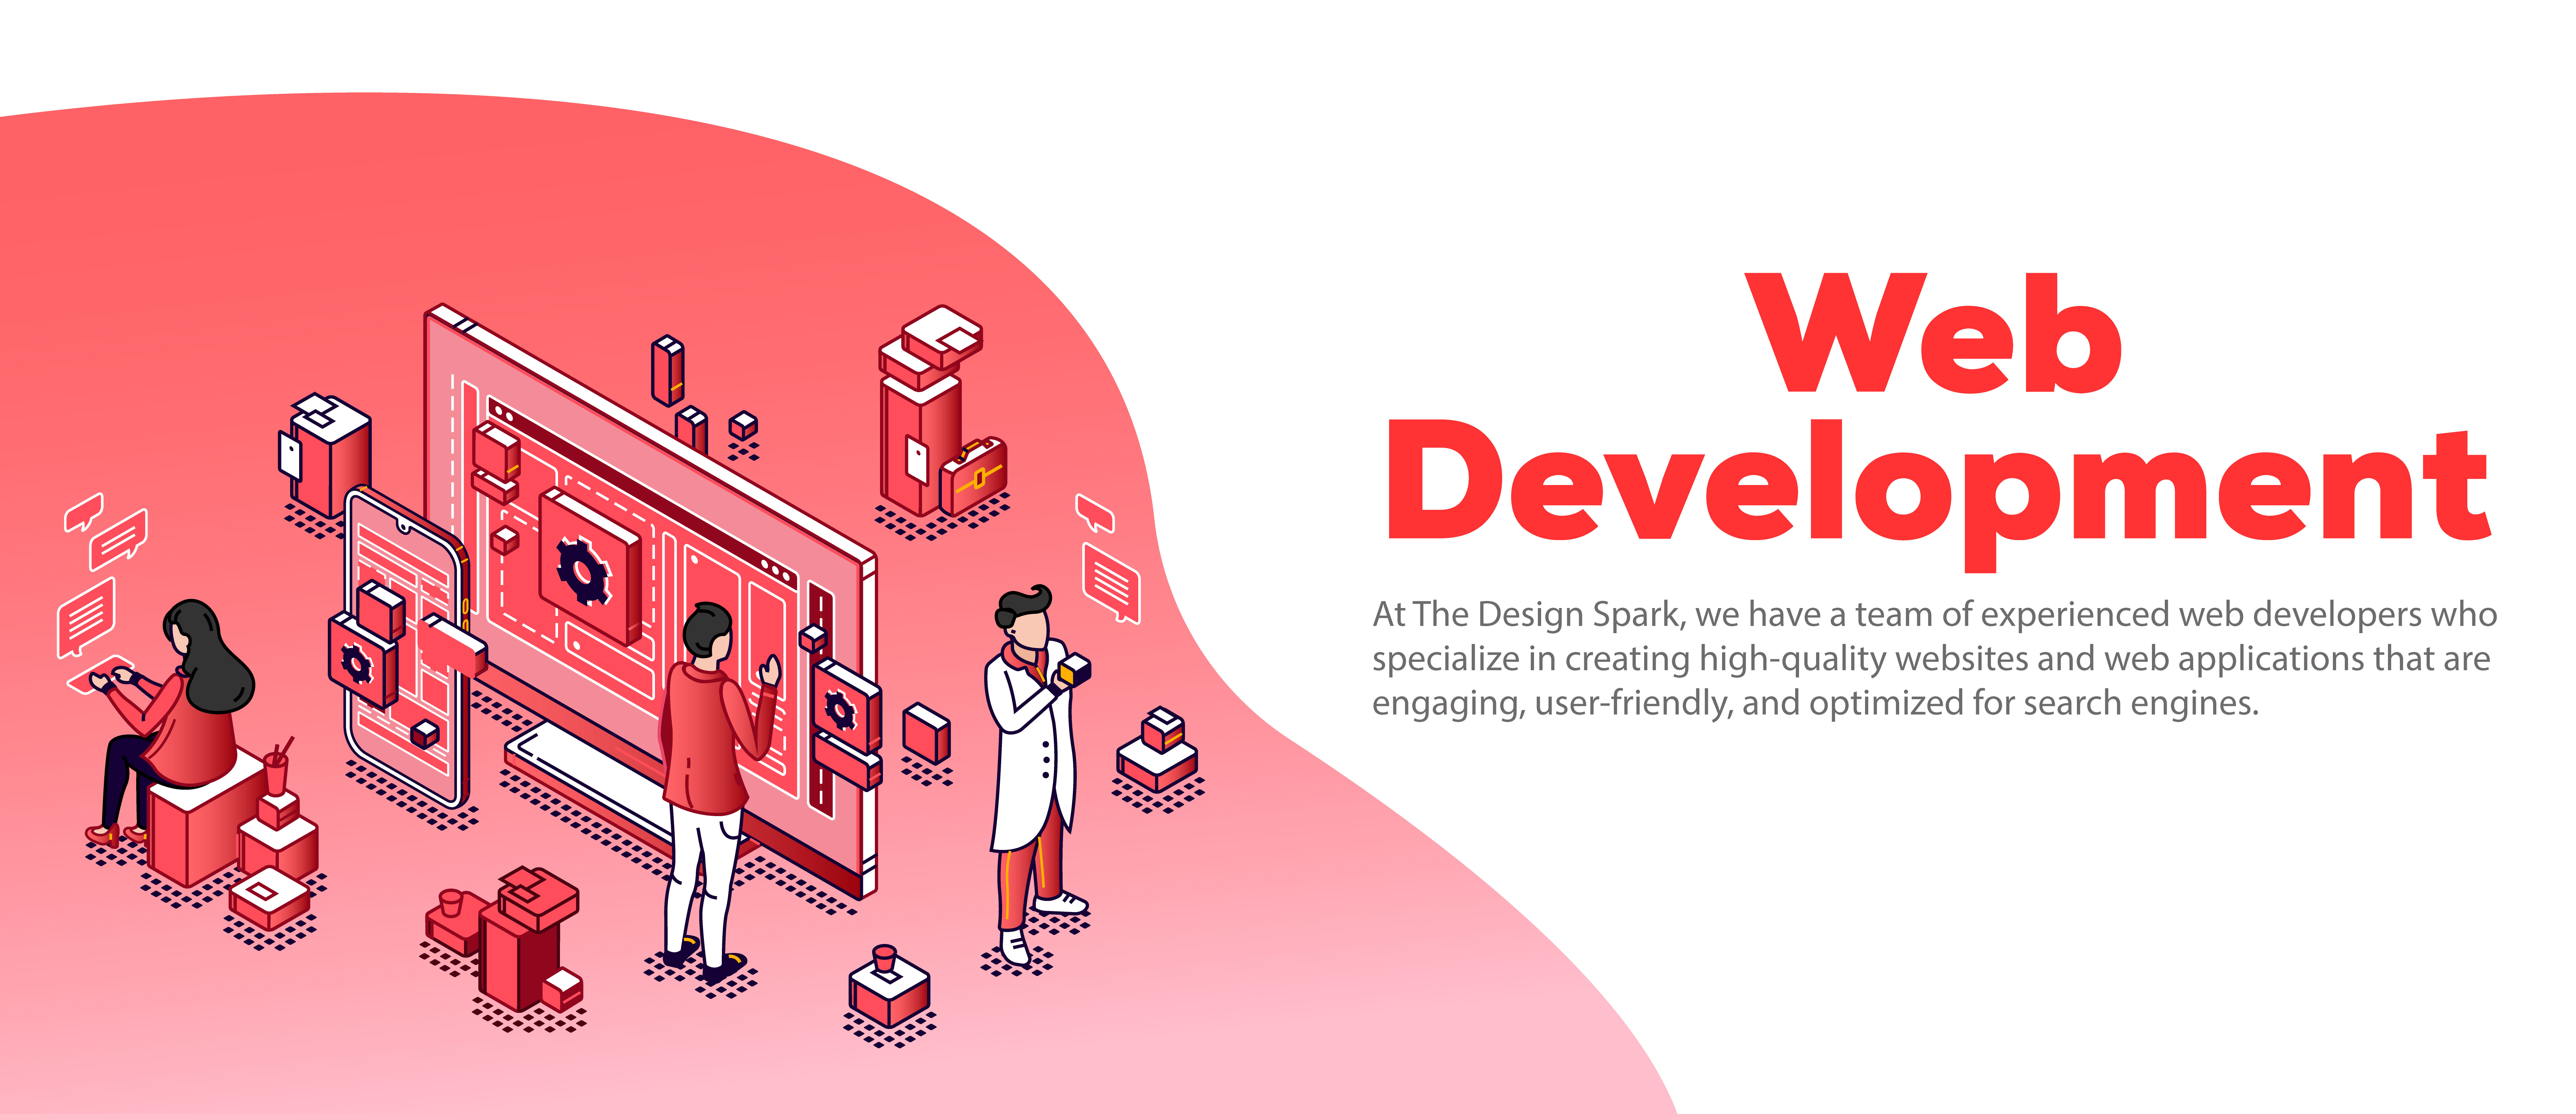 Web
Development
At The Design Spark, we have a team of experienced web developers who
specialize in creating high-quality websites and web applications that are
engaging, user-friendly, and optimized for search engines.